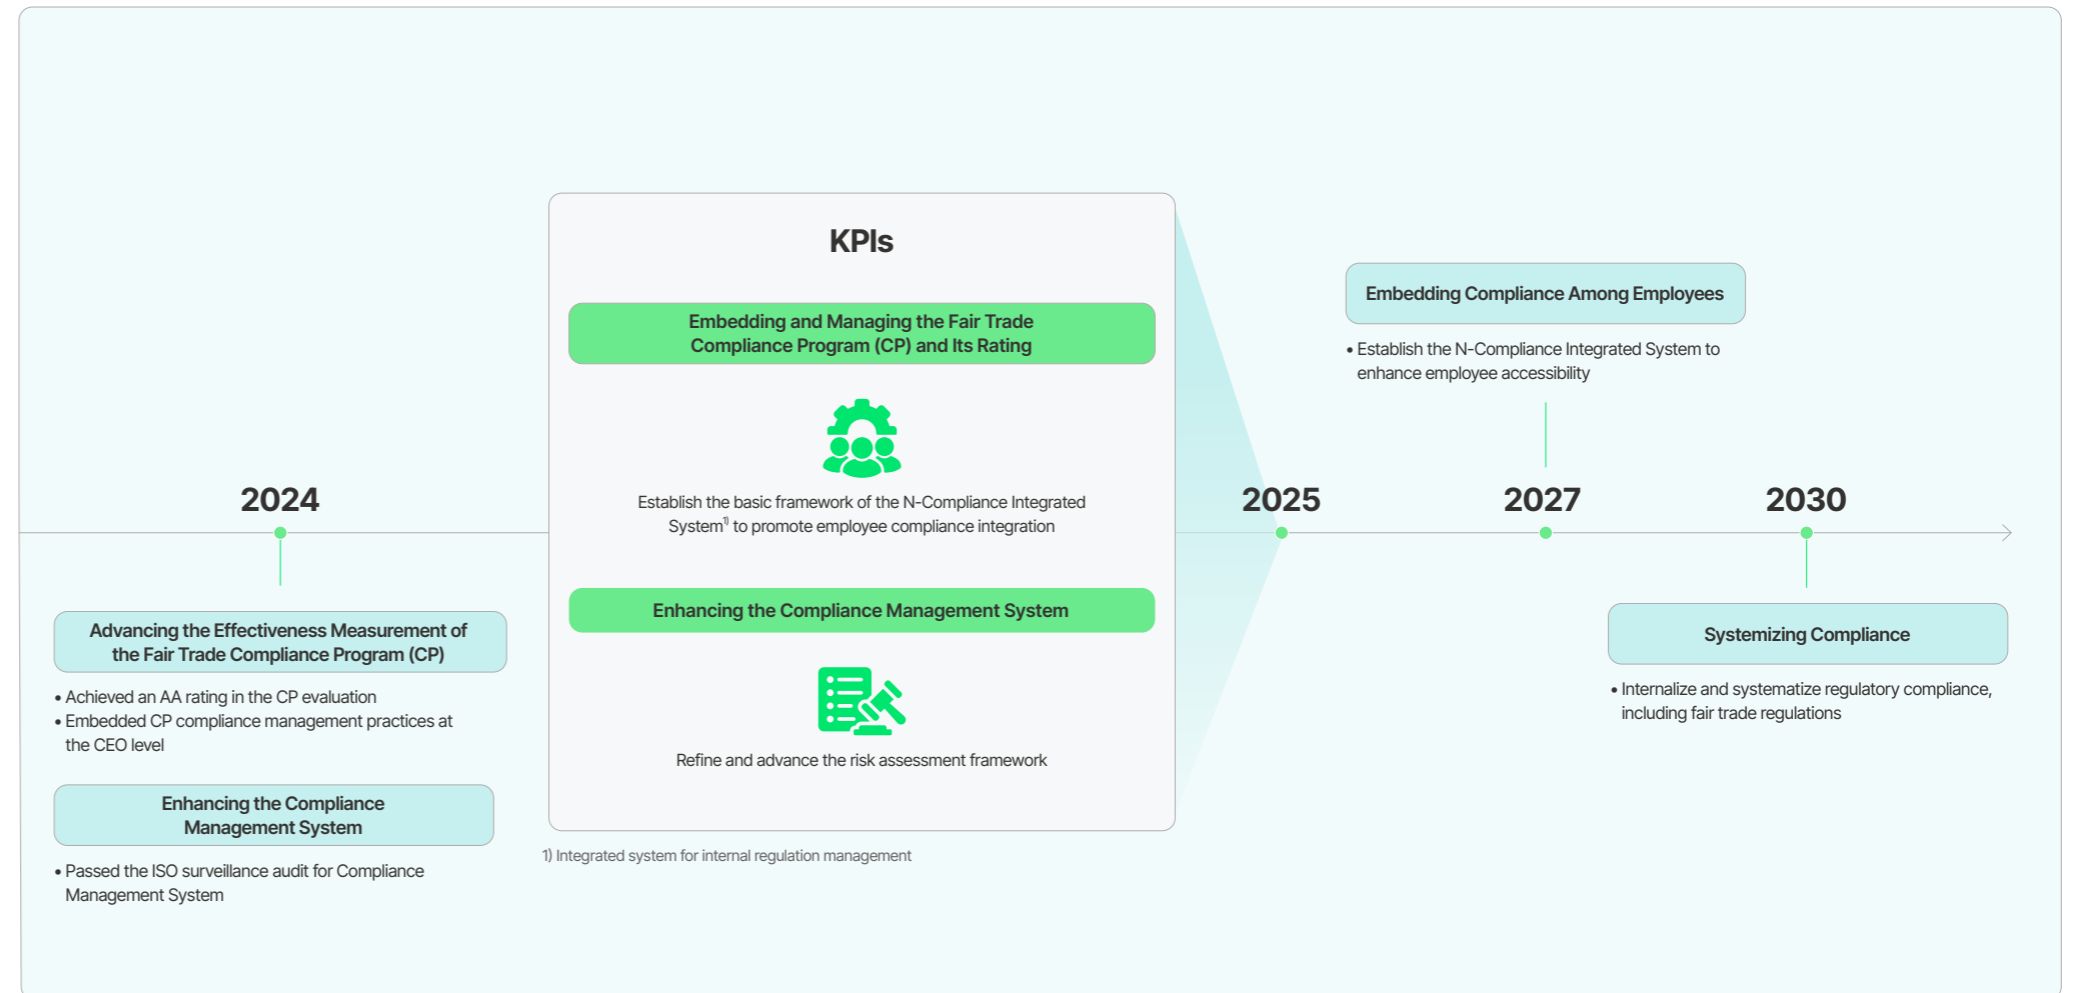 2024
Advancing the Effectiveness Measurement of
the Fair Trade Compliance Program (CP)
• Achieved an AA rating in the CP evaluation
• Embedded CP compliance management practices at
the CEO level
Enhancing the Compliance
Management System
• Passed the ISO surveillance audit for Compliance
Management System
KPIs
Embedding and Managing the Fair Trade
Compliance Program (CP) and Its Rating
Establish the basic framework of the N-Compliance Integrated
System1) to promote employee compliance integration
Enhancing the Compliance Management System
Refine and advance the risk assessment framework
1) Integrated system for internal regulation management
2025
Embedding Compliance Among Employees
• Establish the N-Compliance Integrated System to
enhance employee accessibility
2027
2030
Systemizing Compliance
• Internalize and systematize regulatory compliance,
including fair trade regulations